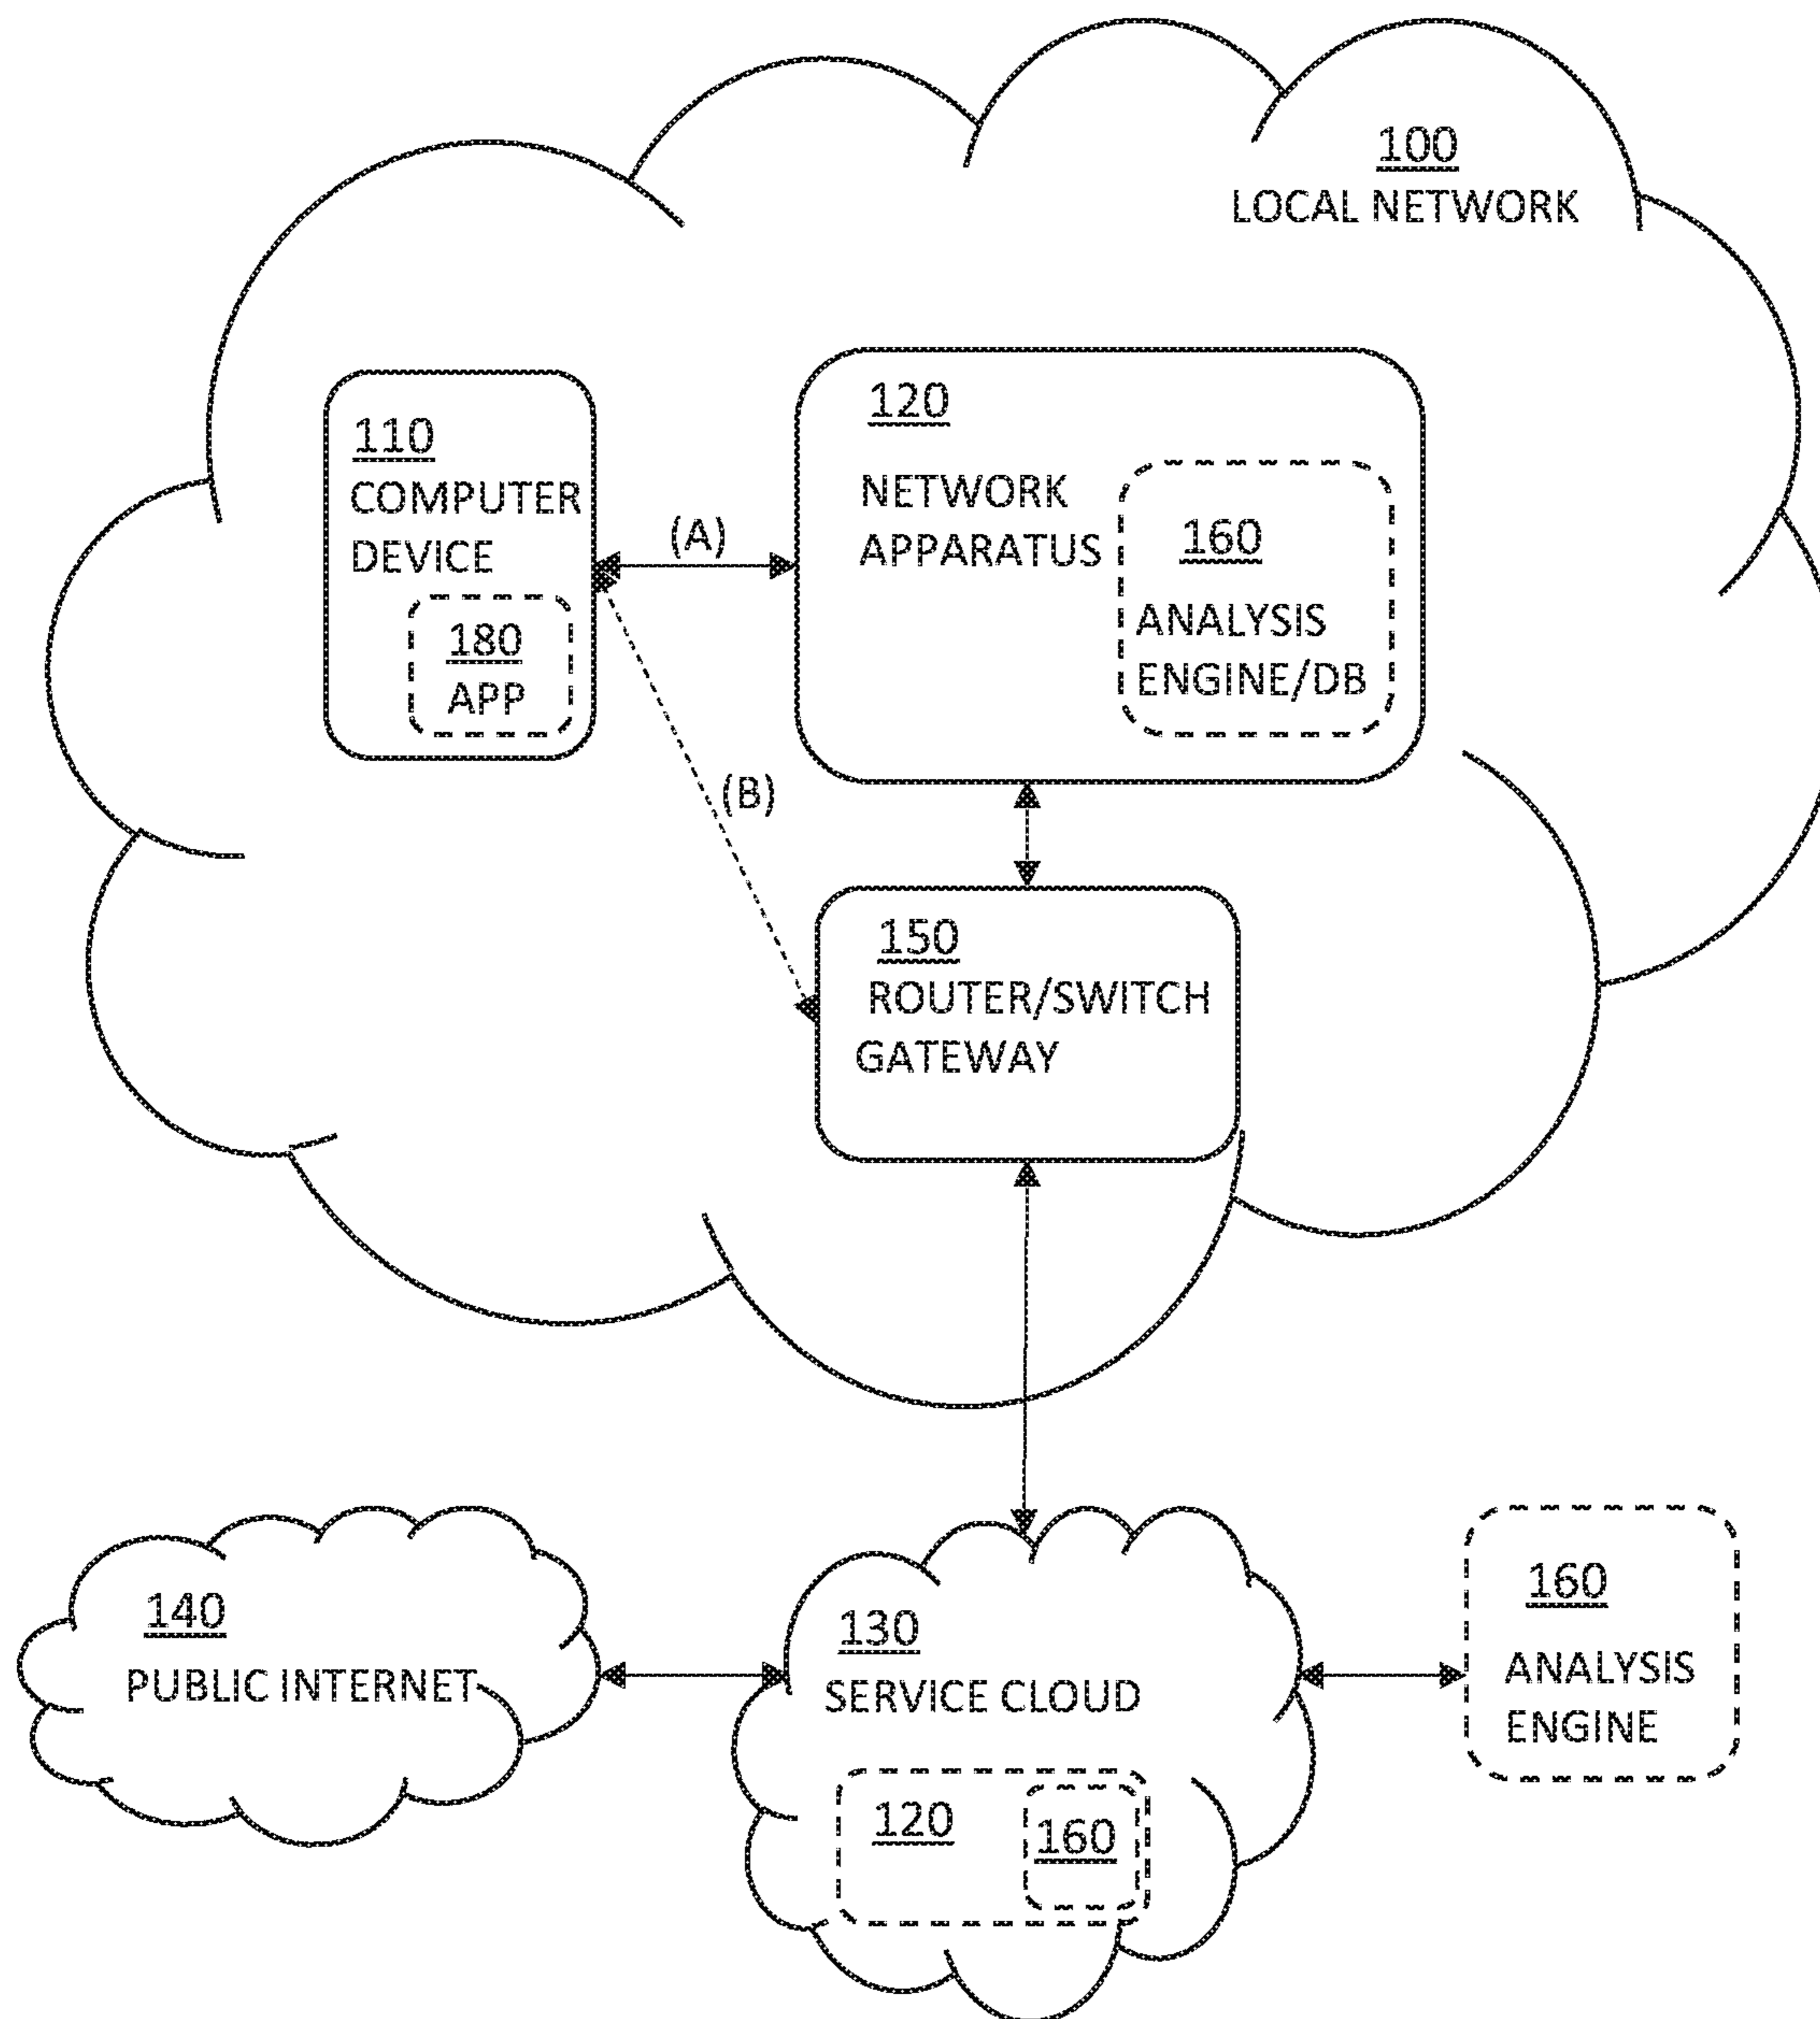 100
LOCAL NETWORK
110
COMPUTER
DEVICE
180
APP
(A)
120
NETWORK
APPARATUS
160
ANALYSIS
ENGINE/DB
(B)
150
ROUTER/SWITCH
GATEWAY
140
PUBLIC INTERNET
130
SERVICE CLOUD
120
160
160
ANALYSIS
ENGINE